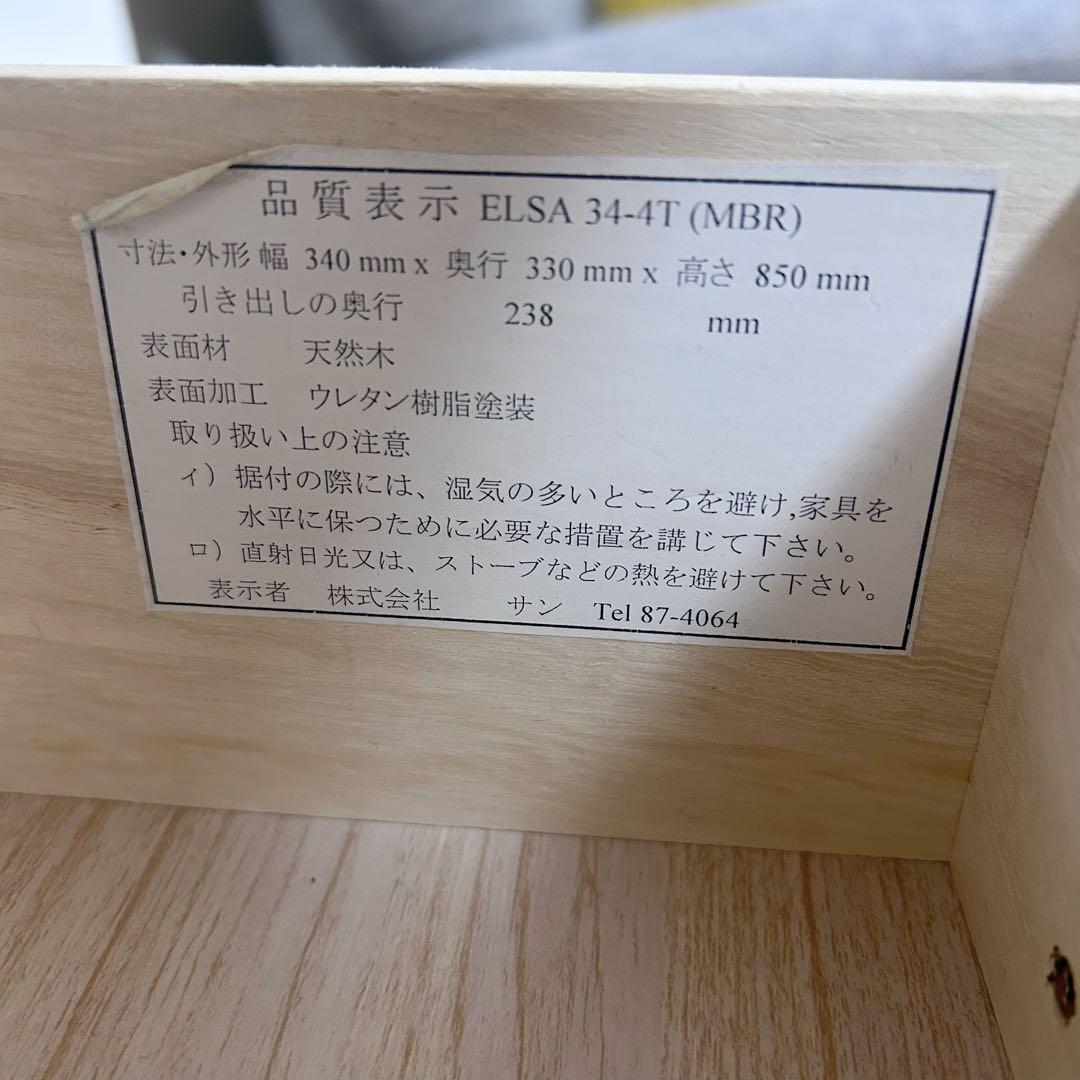 品質表示 ELSA 34-4T (MBR)
寸法・外形 幅 340 mm x 奥行 330 mm x 高さ 850 mm
引き出しの奥行 238 mm
表面材 天然木
表面加工 ウレタン樹脂塗装
取り扱い上の注意
ィ）据付の際には、湿気の多いところを避け,家具を
水平に保つために必要な措置を講じて下さい。
ロ）直射日光又は、ストーブなどの熱を避けて下さい。
表示者 株式会社 サン Tel 87-4064